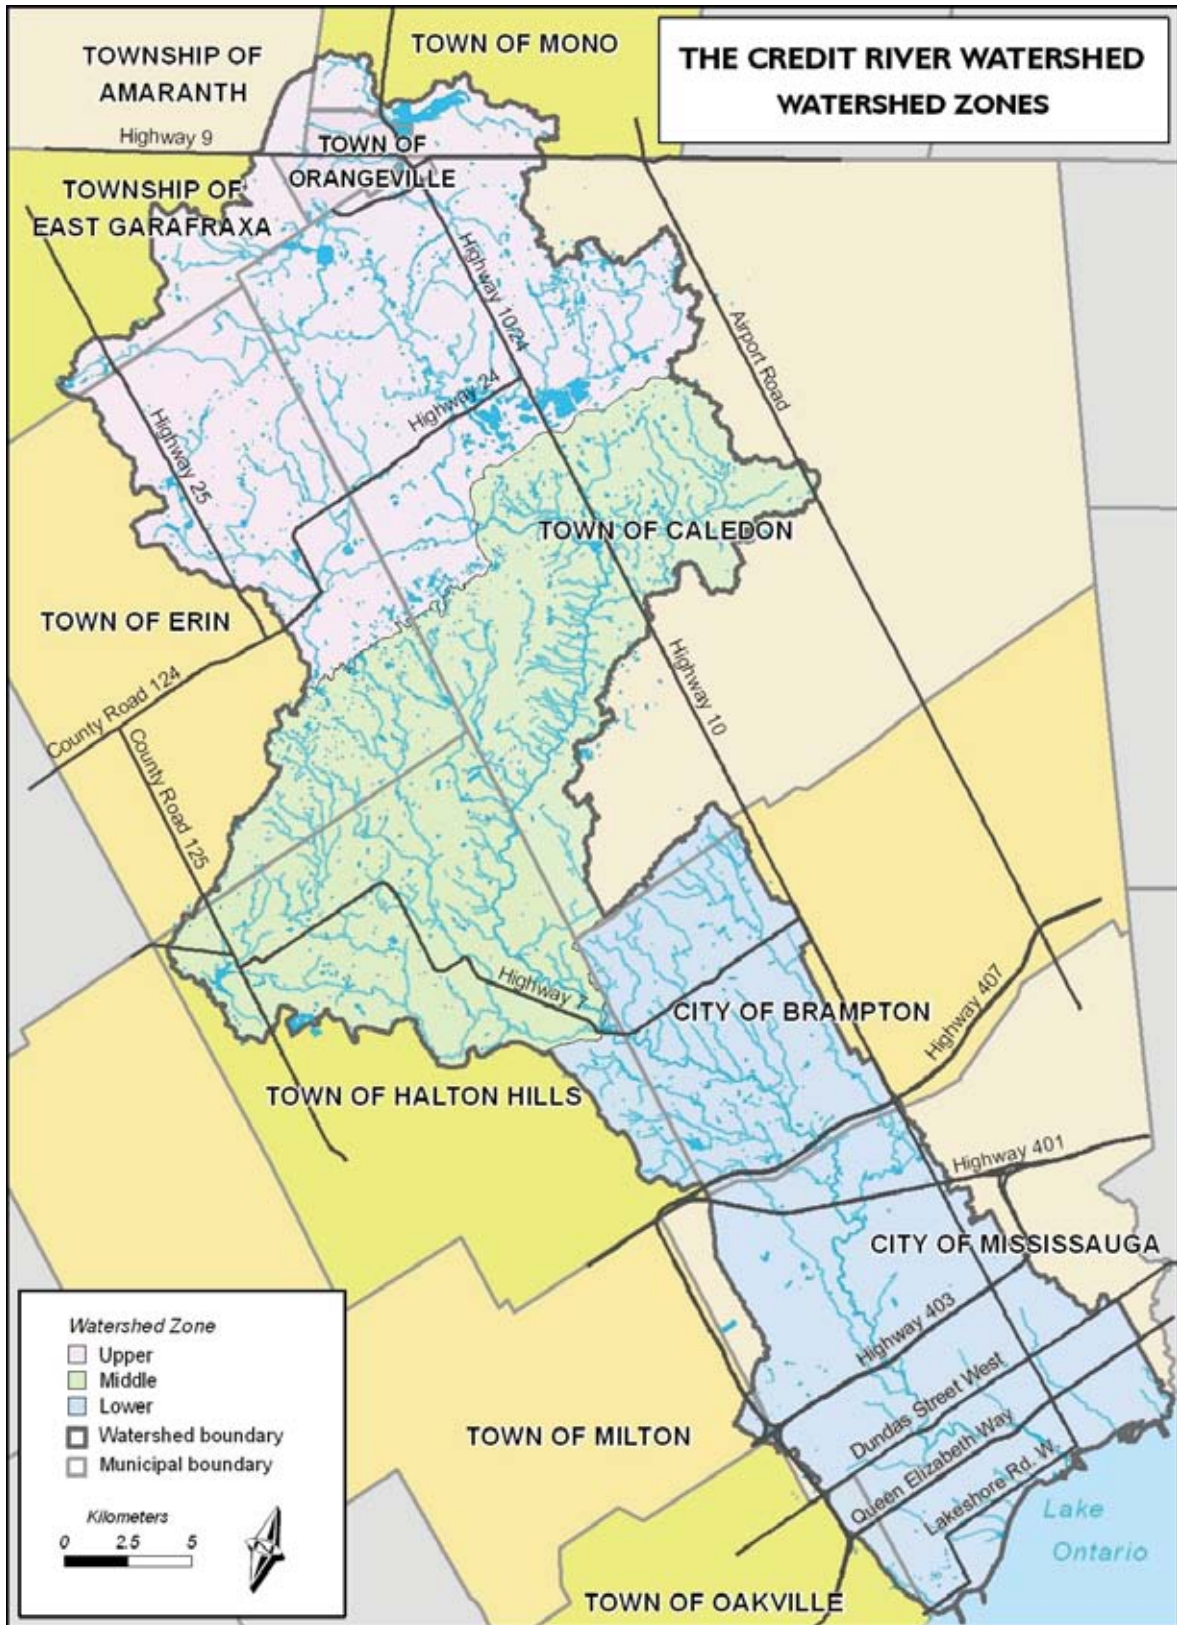 THE CREDIT RIVER WATERSHED
WATERSHED ZONES
TOWNSHIP OF
AMARANTH
TOWN OF MONO
Highway 9
TOWN OF
ORANGEVILLE
TOWNSHIP OF
EAST GARAFRAXA
Highway 10/24
Airport Road
Highway 24
Highway 25
TOWN OF CALEDON
TOWN OF ERIN
County Road 124
Highway 10
County Road 125
Highway 7
CITY OF BRAMPTON
Highway 407
TOWN OF HALTON HILLS
Highway 401
CITY OF MISSISSAUGA
Highway 403
Dundas Street West
Queen Elizabeth Way
Lakeshore Rd. W.
TOWN OF MILTON
Lake
Ontario
TOWN OF OAKVILLE
Watershed Zone
Upper
Middle
Lower
Watershed boundary
Municipal boundary
Kilometers
0 2.5 5